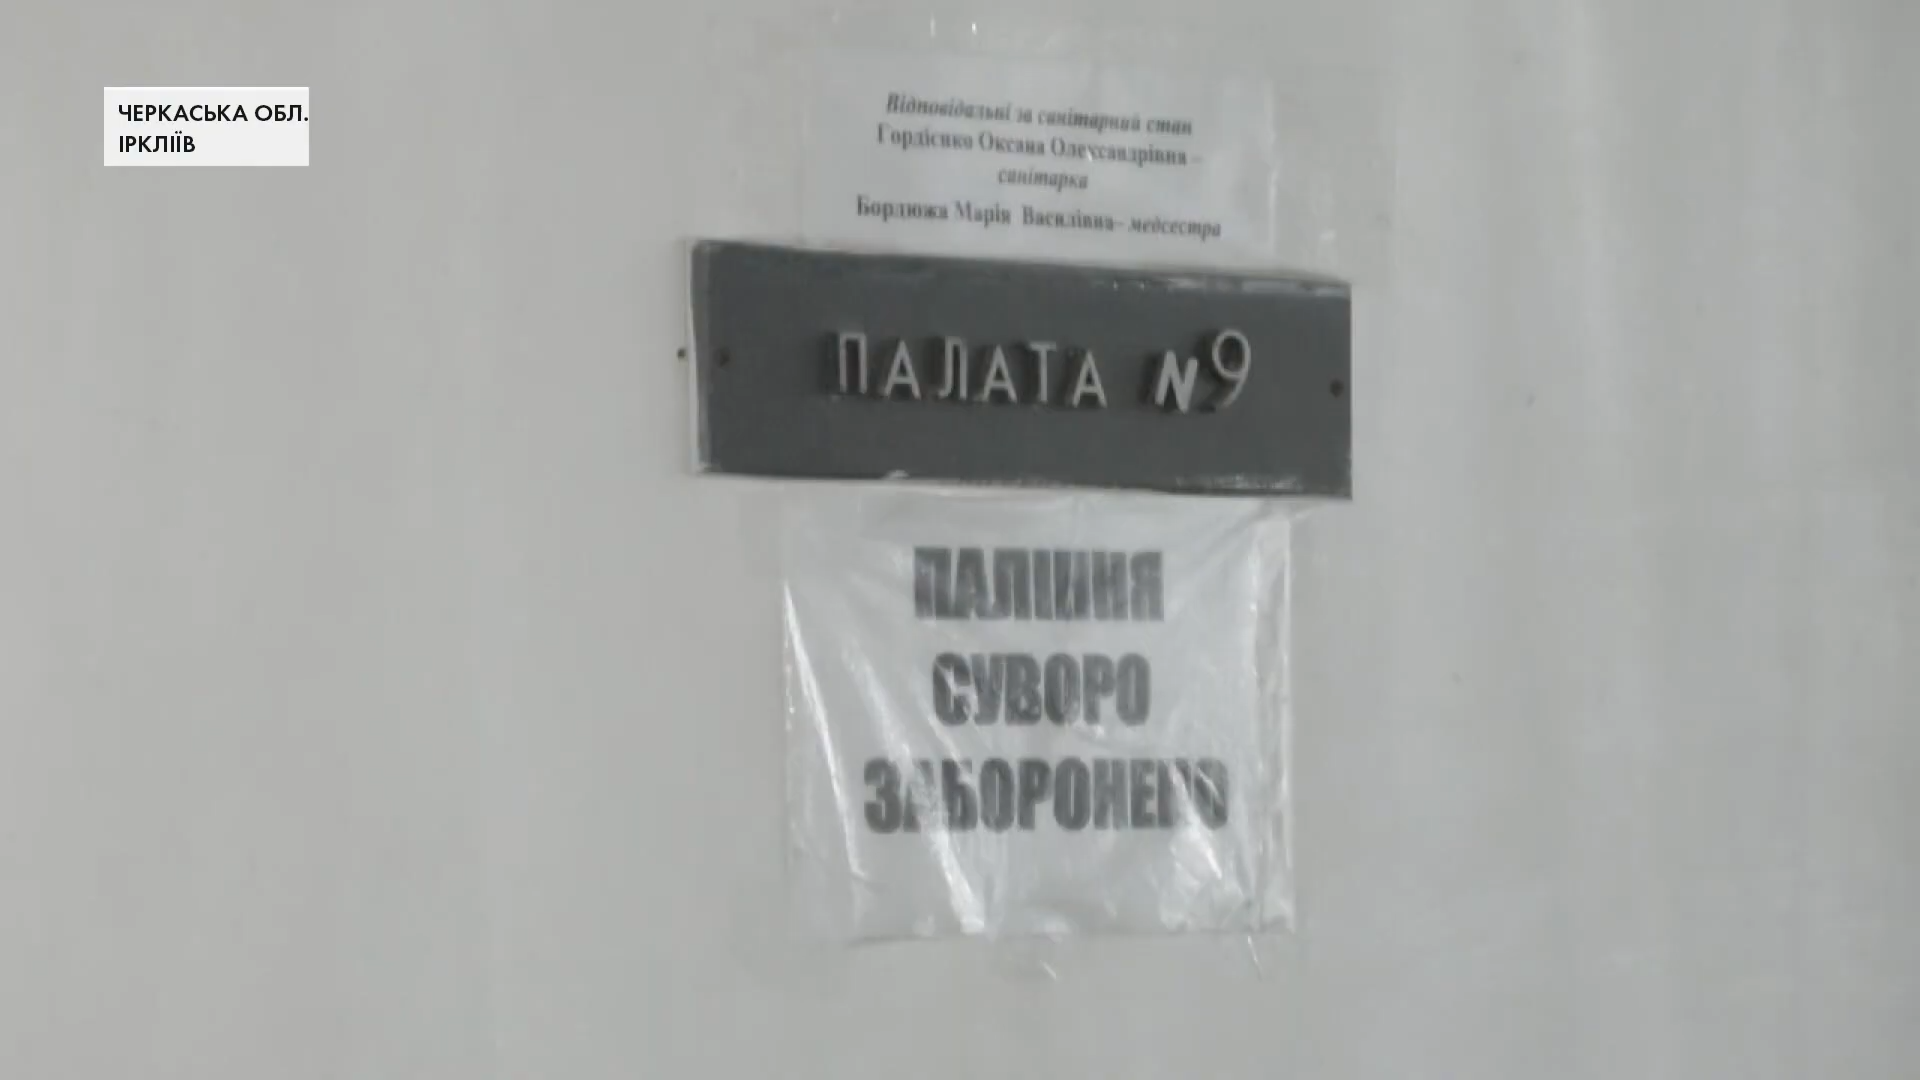 ЧЕРКАСЬКА ОБЛ.
ІРКЛІЇВ
Відповідальні за санітарний стан
Гордієнко Оксана Олександрівна –
санітарка
Бордюжа Марія Василівна– медсестра
ПАЛАТА N9
ПАЛІННЯ
СУВОРО
ЗАБОРОНЕНО